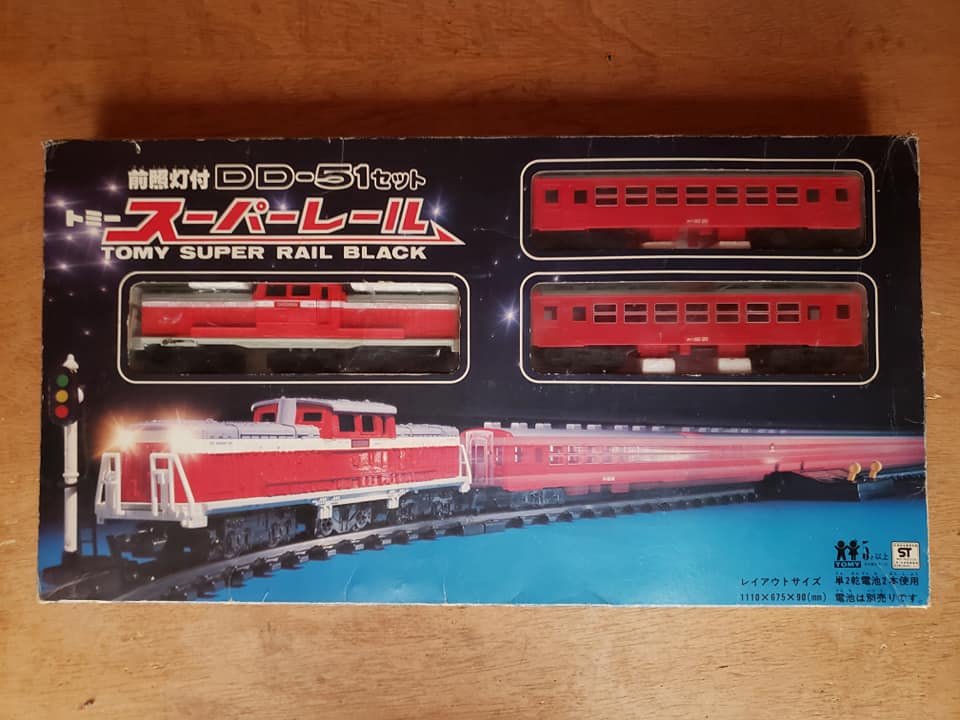 前照灯付 DD-51セット
トミー スーパーレール
TOMY SUPER RAIL BLACK
TOMY
以上
ST
レイアウトサイズ 単2乾電池2本使用
1110×675×90(mm) 電池は別売りです。